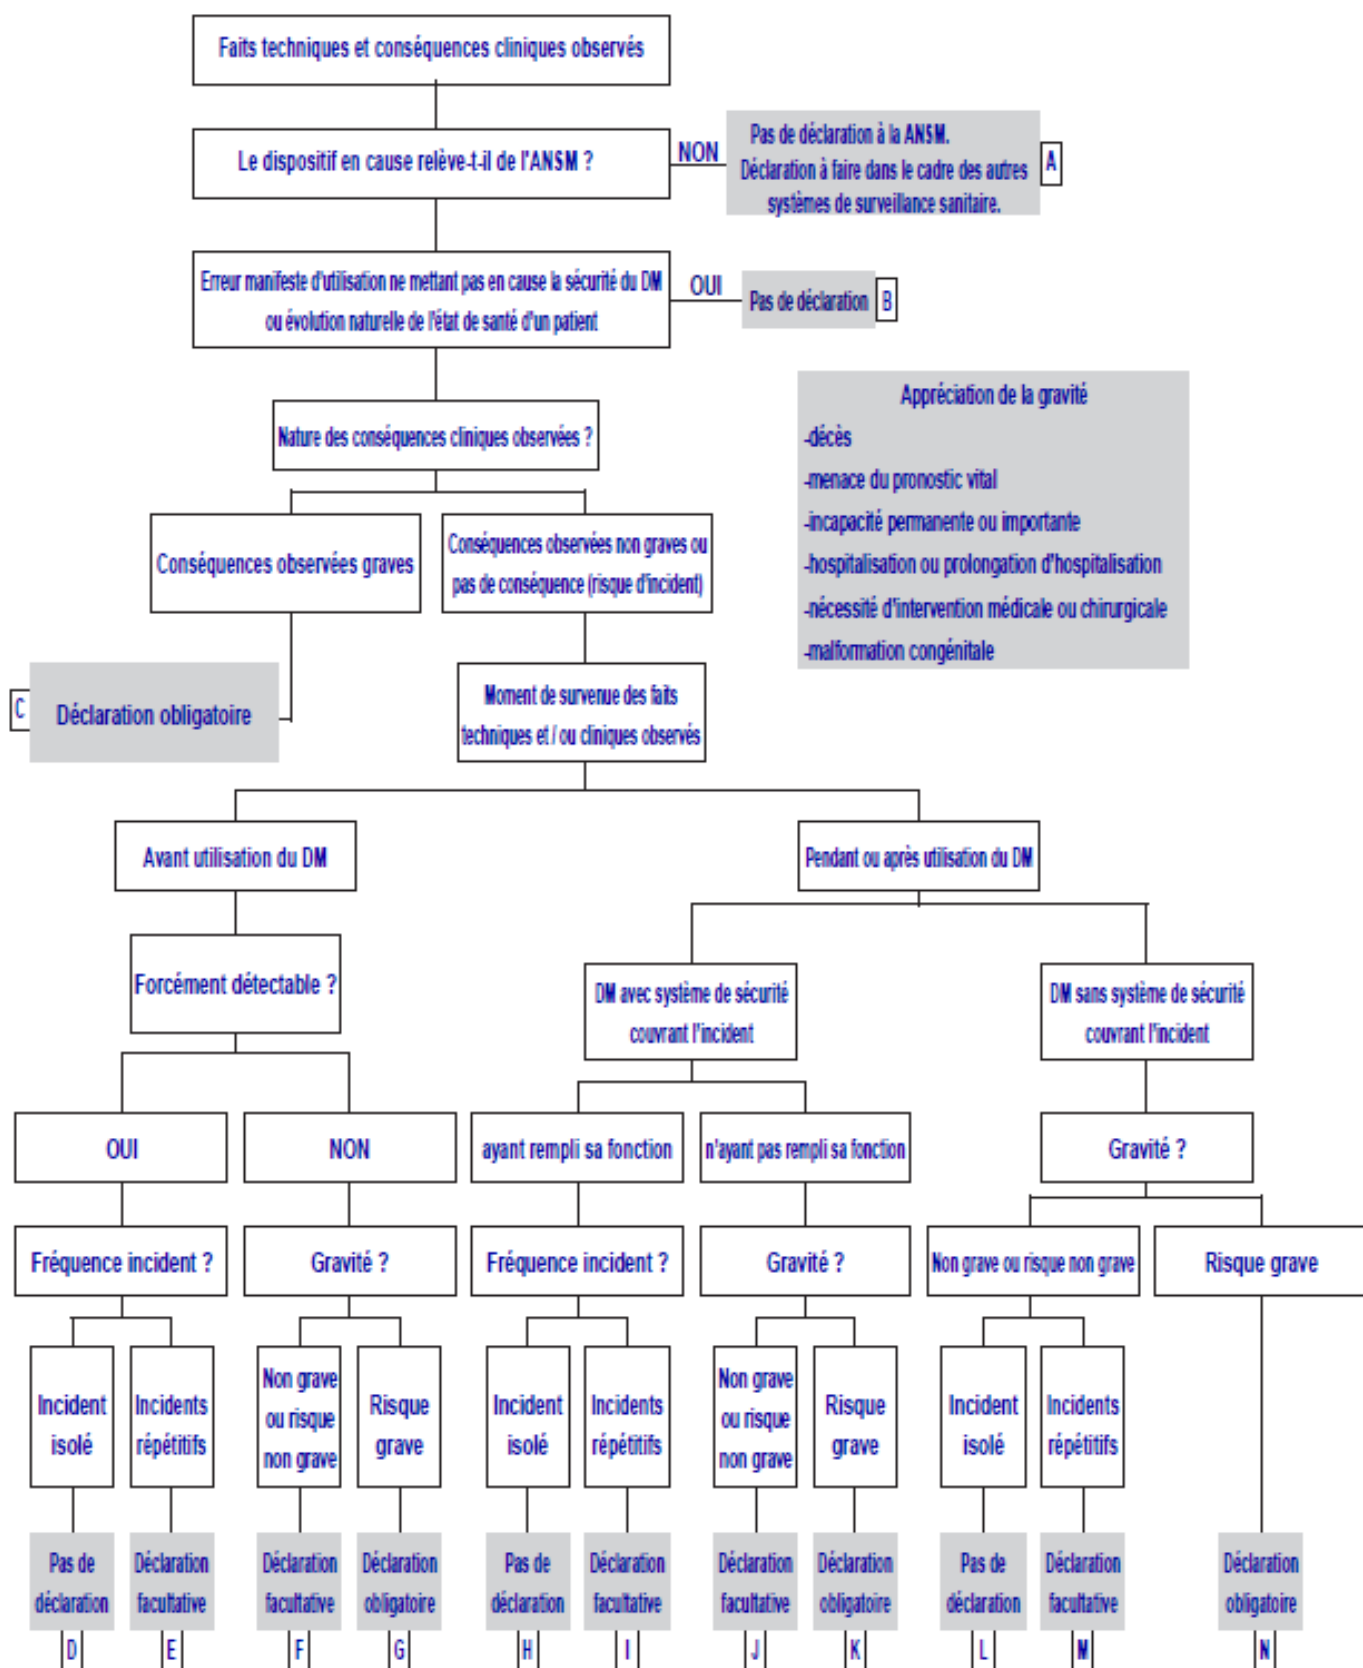 Faits techniques et conséquences cliniques observés
Le dispositif en cause relève-t-il de l'ANSM ?
NON
Pas de déclaration à la ANSM.
Déclaration à faire dans le cadre des autres
systèmes de surveillance sanitaire.
A
Erreur manifeste d'utilisation ne mettant pas en cause la sécurité du DM
ou évolution naturelle de l'état de santé d'un patient
OUI
Pas de déclaration
B
Nature des conséquences cliniques observées ?
Appréciation de la gravité
-décès
-menace du pronostic vital
-incapacité permanente ou importante
-hospitalisation ou prolongation d'hospitalisation
-nécessité d'intervention médicale ou chirurgicale
-malformation congénitale
Conséquences observées graves
Conséquences observées non graves ou
pas de conséquence (risque d'incident)
C
Déclaration obligatoire
Moment de survenue des faits
techniques et / ou cliniques observés
Avant utilisation du DM
Pendant ou après utilisation du DM
Forcément détectable ?
DM avec système de sécurité
couvrant l'incident
DM sans système de sécurité
couvrant l'incident
OUI
NON
ayant rempli sa fonction
n'ayant pas rempli sa fonction
Gravité ?
Fréquence incident ?
Gravité ?
Fréquence incident ?
Gravité ?
Non grave ou risque non grave
Risque grave
Incident
isolé
Incidents
répétitifs
Non grave
ou risque
non grave
Risque
grave
Incident
isolé
Incidents
répétitifs
Non grave
ou risque
non grave
Risque
grave
Incident
isolé
Incidents
répétitifs
Pas de
déclaration
Déclaration
facultative
Déclaration
facultative
Déclaration
obligatoire
Pas de
déclaration
Déclaration
facultative
Déclaration
facultative
Déclaration
obligatoire
Pas de
déclaration
Déclaration
facultative
Déclaration
obligatoire
D
E
F
G
H
I
J
K
L
M
N